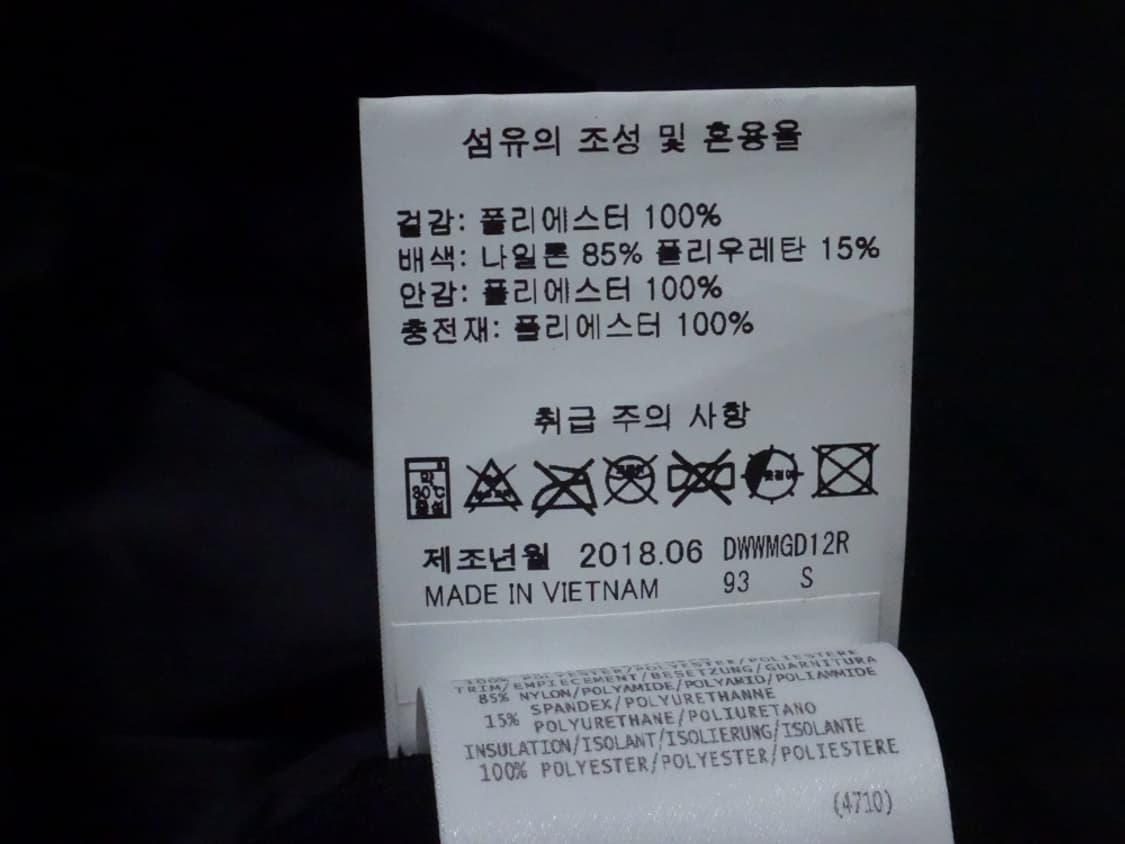 섬유의 조성 및 혼용율
겉감: 폴리에스터 100%
배색: 나일론 85% 폴리우레탄 15%
안감: 폴리에스터 100%
충전재: 폴리에스터 100%
취급 주의 사항
약
30℃
제조년월 2018.06 DWWMGD12R
MADE IN VIETNAM 93 S
100% POLYESTER/POLYESTER/POLIESTERE
TRIM/EMPIECEMENT/BESETZUNG/GUARNITURA
85% NYLON/POLYAMIDE/POLYAMID/POLIAMMIDE
SPANDEX/POLYURETHANNE
15% POLYURETHANE/POLIURETANO
INSULATION/ISOLANT/ISOLIERUNG/ISOLANTE
100% POLYESTER/POLYESTER/POLIESTERE
(4710)